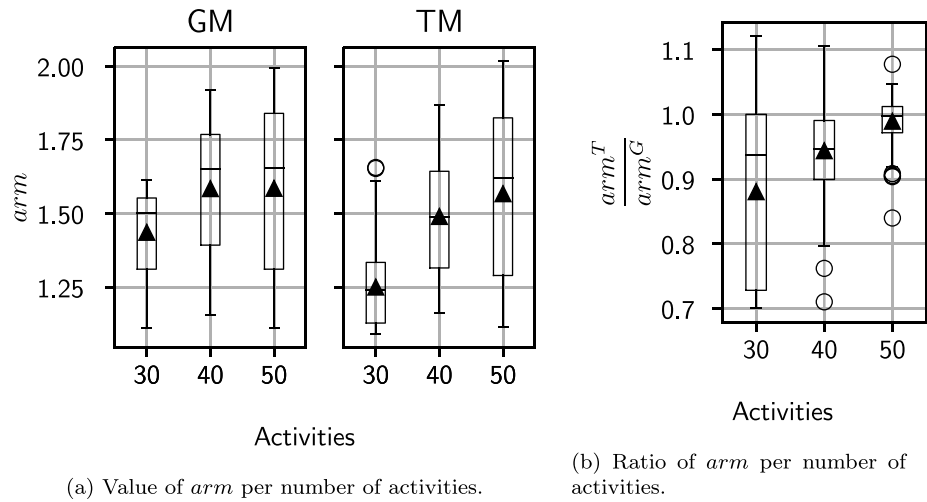 GM
TM
2.00
1.75
1.50
1.25
arm
30 40 50
30 40 50
Activities
(a) Value of arm per number of activities.
1.1
1.0
0.9
0.8
0.7
arm^T
arm^G
30 40 50
Activities
(b) Ratio of arm per number of
activities.